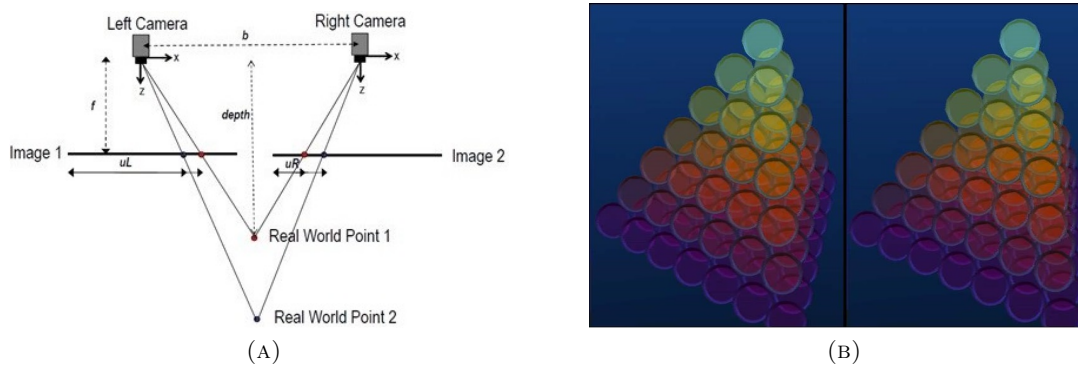 Left Camera
Right Camera
b
x
x
z
z
f
depth
Image 1
Image 2
uL
uR
Real World Point 1
Real World Point 2
(A)
(B)